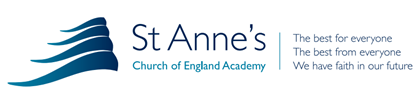 St Anne's
Church of England Academy
The best for everyone
The best from everyone
We have faith in our future